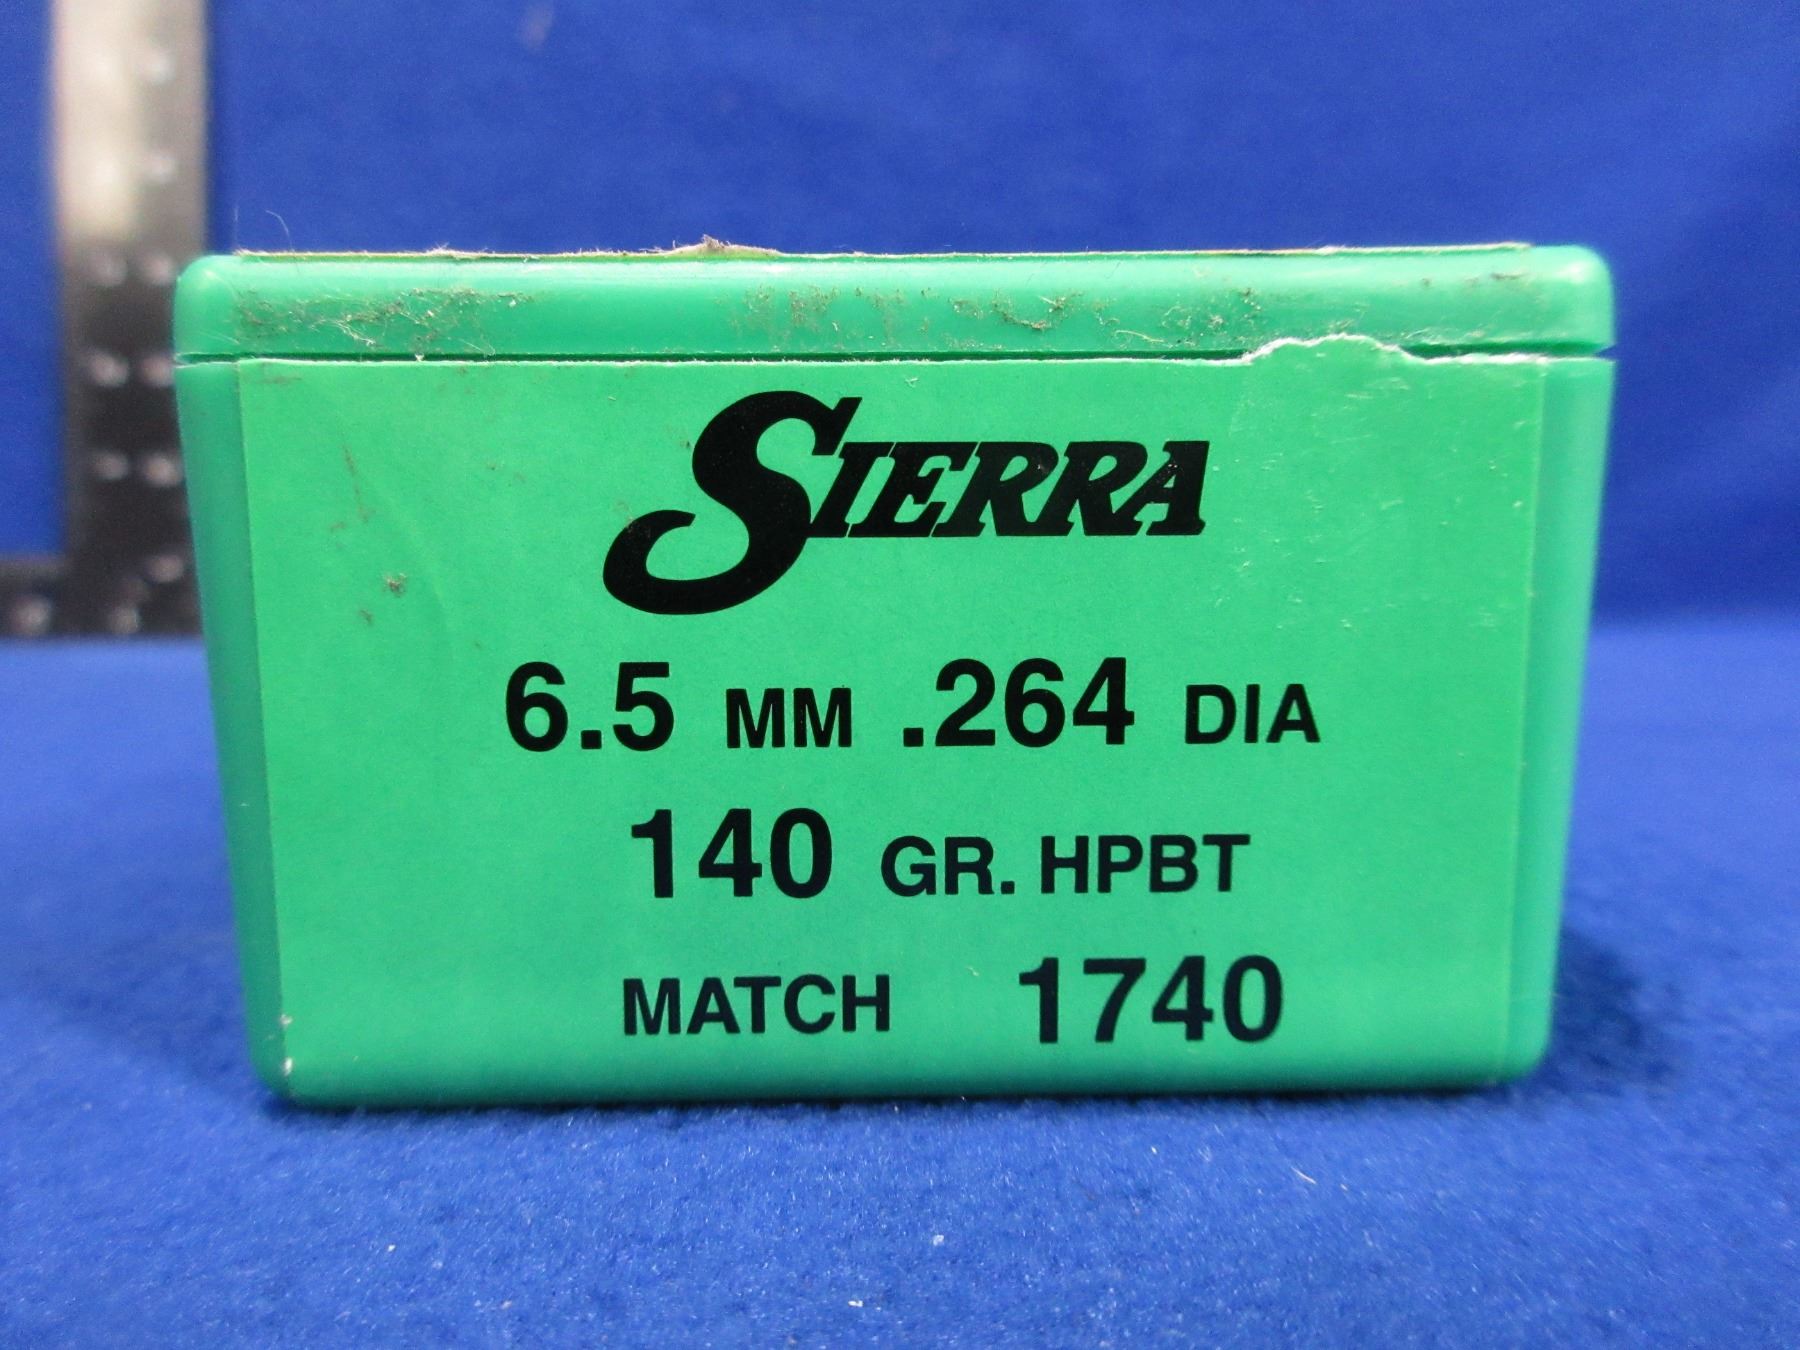 SIERRA
6.5 MM .264 DIA
140 GR. HPBT
MATCH 1740